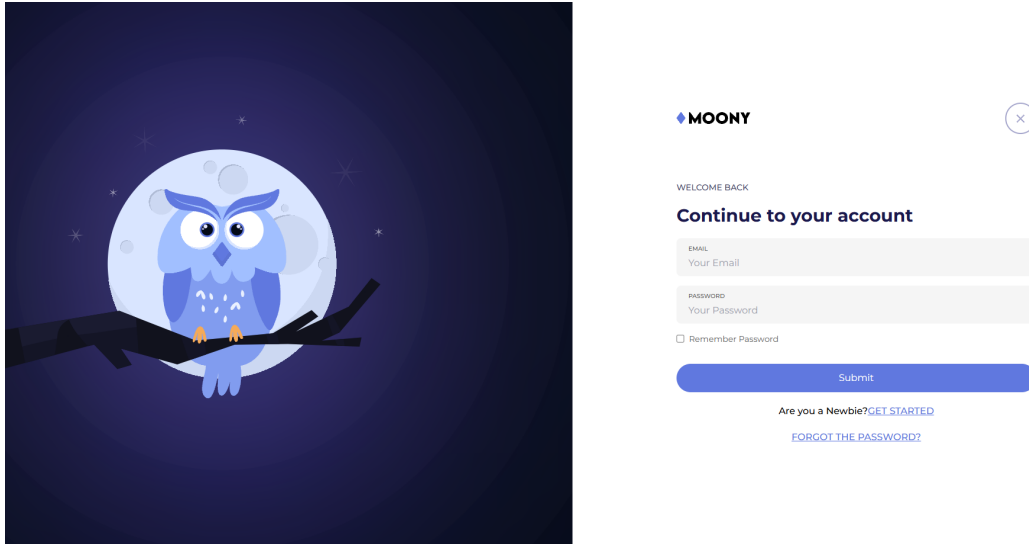 MOONY
WELCOME BACK
Continue to your account
EMAIL
Your Email
PASSWORD
Your Password
Remember Password
Submit
Are you a Newbie?GET STARTED
FORGOT THE PASSWORD?